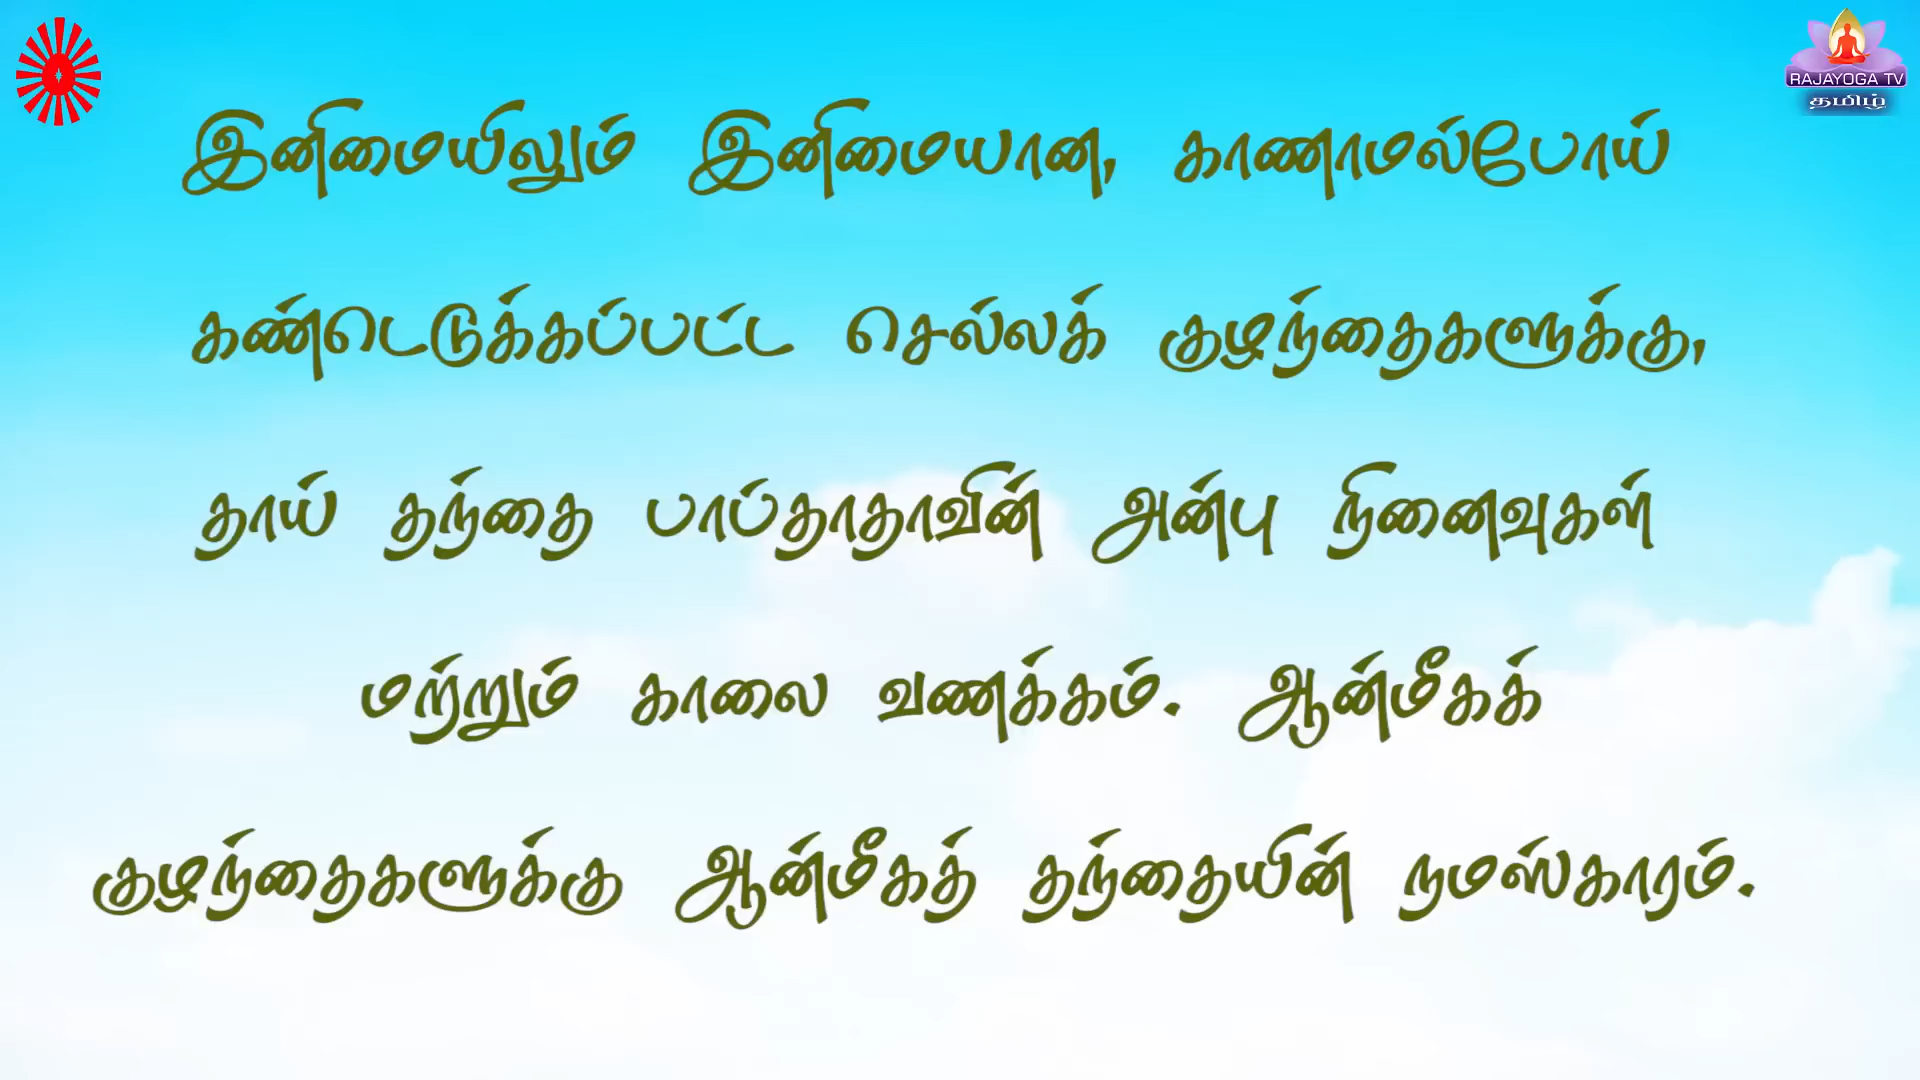 RAJAYOGA TV
தமிழ்
இனிமையிலும் இனிமையான, காணாமல்போய்
கண்டெடுக்கப்பட்ட செல்லக் குழந்தைகளுக்கு,
தாய் தந்தை பாப்தாதாவின் அன்பு நினைவுகள்
மற்றும் காலை வணக்கம். ஆன்மீகக்
குழந்தைகளுக்கு ஆன்மீகத் தந்தையின் நமஸ்காரம்.